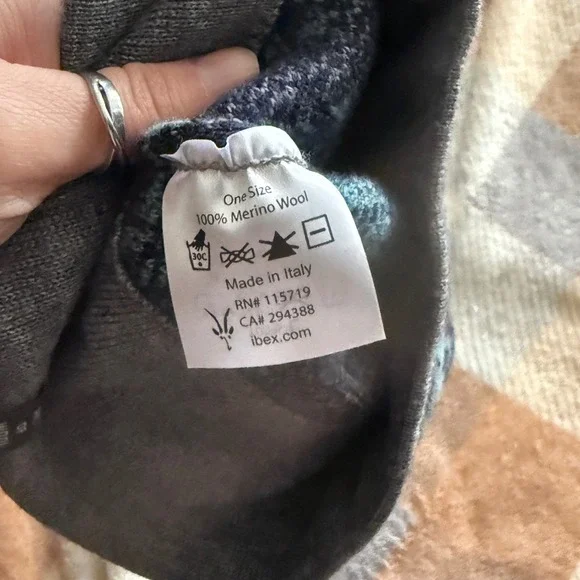 One Size
100% Merino Wool
30C
Made in Italy
RN# 115719
CA# 294388
ibex.com